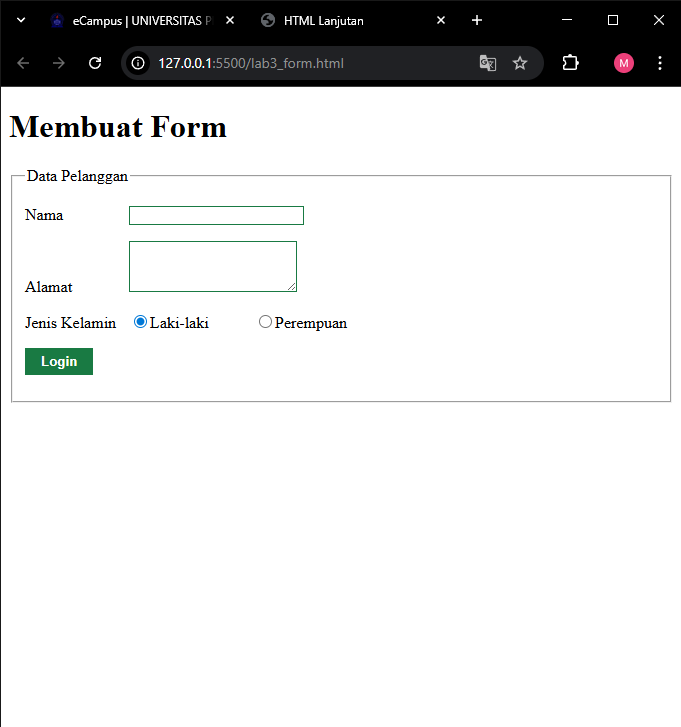 eCampus | UNIVERSITAS
HTML Lanjutan
127.0.0.1:5500/lab3_form.html
M
Membuat Form
Data Pelanggan
Nama
Alamat
Jenis Kelamin Laki-laki Perempuan
Login